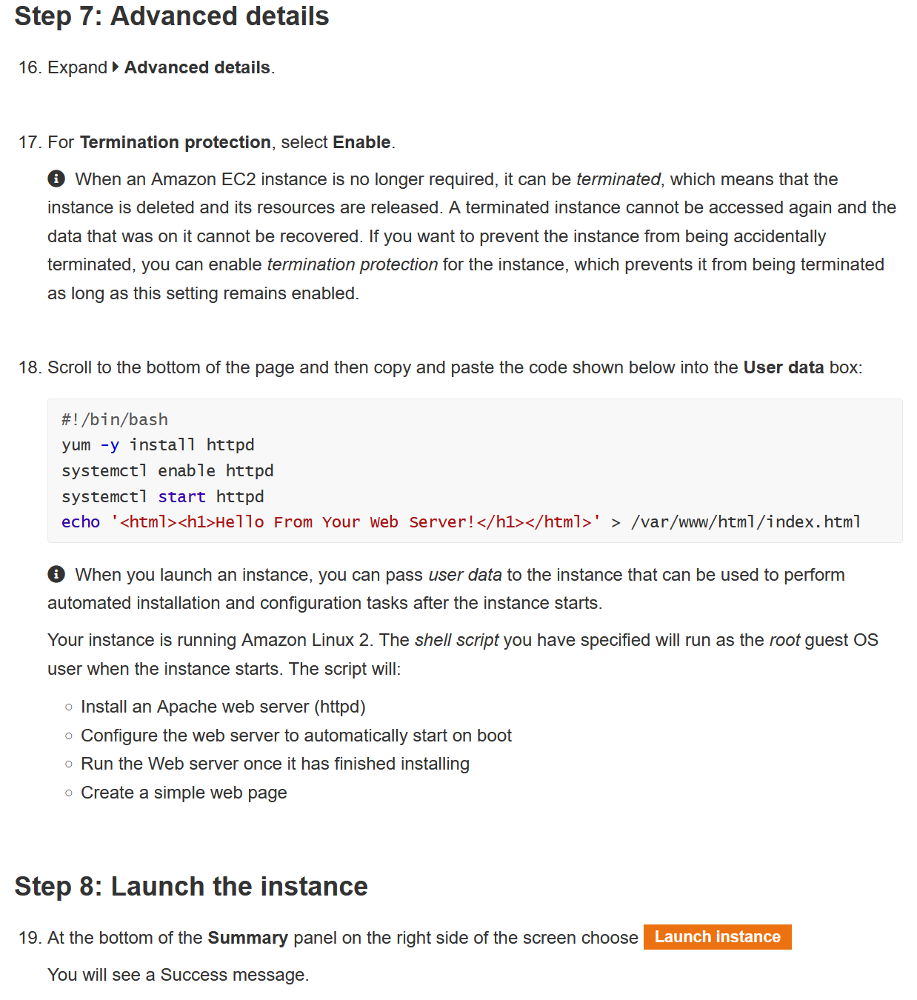 Step 7: Advanced details
16. Expand ▸ Advanced details.
17. For Termination protection, select Enable.
When an Amazon EC2 instance is no longer required, it can be terminated, which means that the
instance is deleted and its resources are released. A terminated instance cannot be accessed again and the
data that was on it cannot be recovered. If you want to prevent the instance from being accidentally
terminated, you can enable termination protection for the instance, which prevents it from being terminated
as long as this setting remains enabled.
18. Scroll to the bottom of the page and then copy and paste the code shown below into the User data box:
#!/bin/bash
yum -y install httpd
systemctl enable httpd
systemctl start httpd
echo '<html><h1>Hello From Your Web Server!</h1></html>' > /var/www/html/index.html
When you launch an instance, you can pass user data to the instance that can be used to perform
automated installation and configuration tasks after the instance starts.
Your instance is running Amazon Linux 2. The shell script you have specified will run as the root guest OS
user when the instance starts. The script will:
○ Install an Apache web server (httpd)
○ Configure the web server to automatically start on boot
○ Run the Web server once it has finished installing
○ Create a simple web page
Step 8: Launch the instance
19. At the bottom of the Summary panel on the right side of the screen choose Launch instance
You will see a Success message.